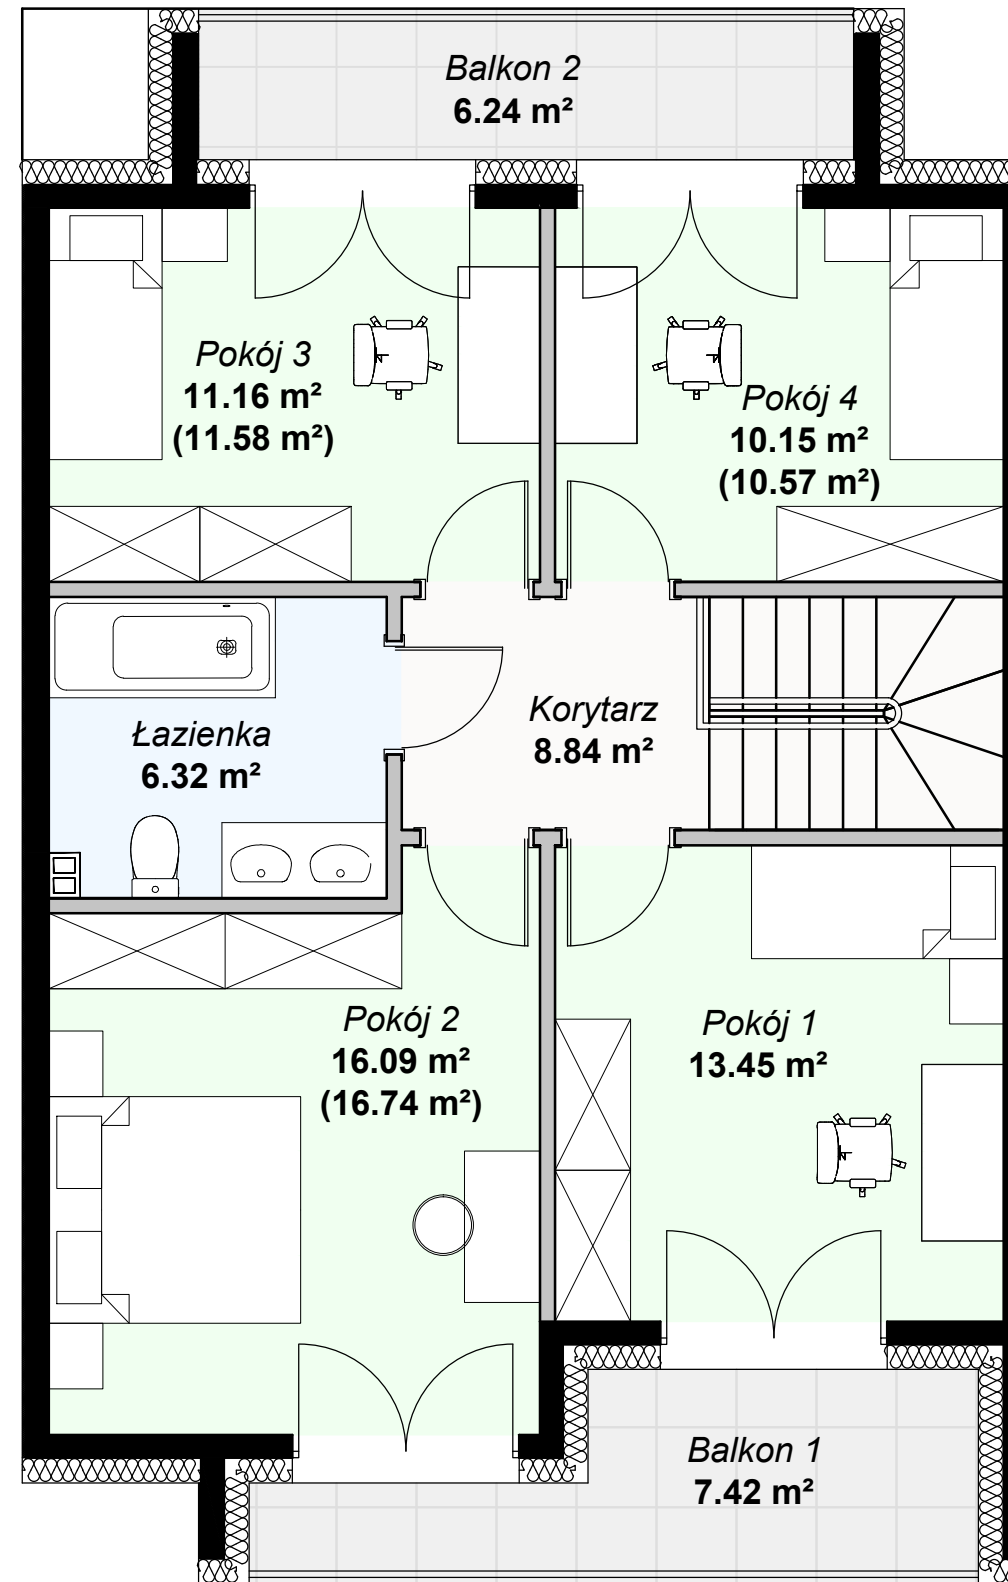 Balkon 2
6.24 m²
Pokój 3
11.16 m²
(11.58 m²)
Pokój 4
10.15 m²
(10.57 m²)
Łazienka
6.32 m²
Korytarz
8.84 m²
Pokój 2
16.09 m²
(16.74 m²)
Pokój 1
13.45 m²
Balkon 1
7.42 m²